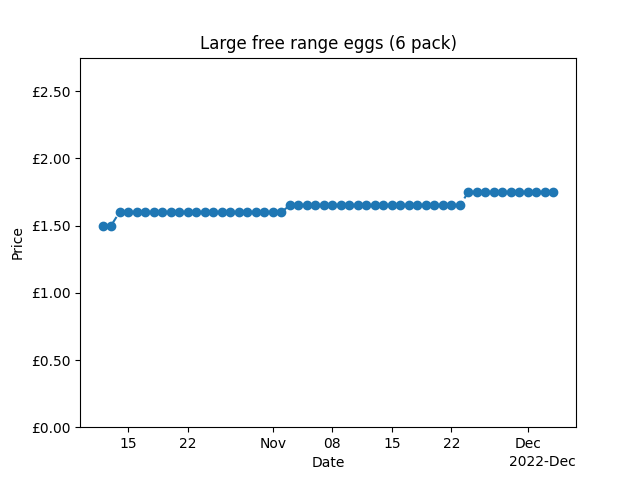 Large free range eggs (6 pack)
£2.50
£2.00
£1.50
£1.00
£0.50
£0.00
Price
15 22 Nov 08 15 22 Dec
Date
2022-Dec